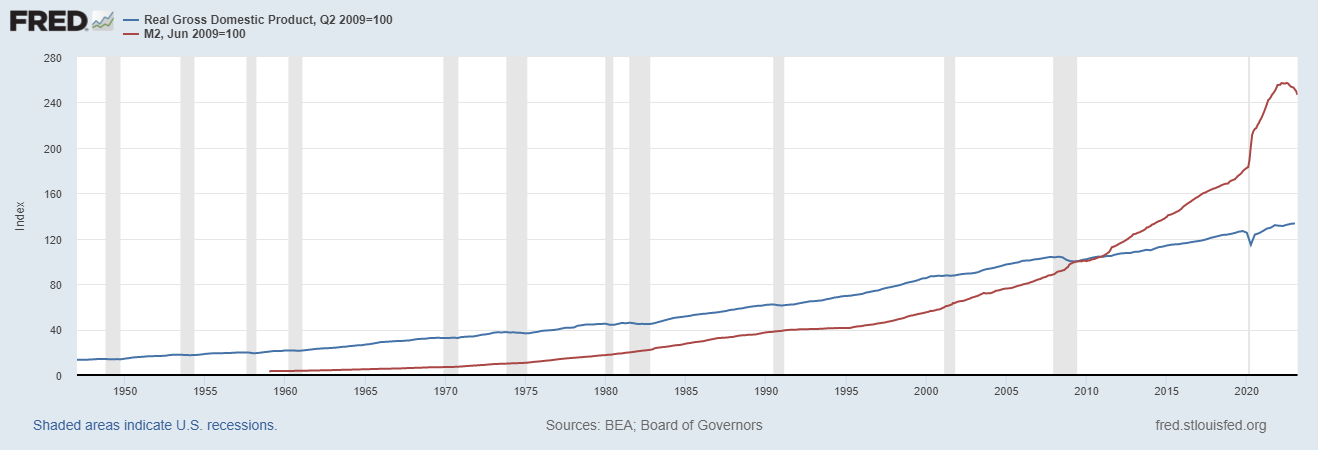 FRED
Real Gross Domestic Product, Q2 2009=100
M2, Jun 2009=100
280
240
200
160
120
80
40
0
Index
1950 1955 1960 1965 1970 1975 1980 1985 1990 1995 2000 2005 2010 2015 2020
Shaded areas indicate U.S. recessions. Sources: BEA; Board of Governors fred.stlouisfed.org